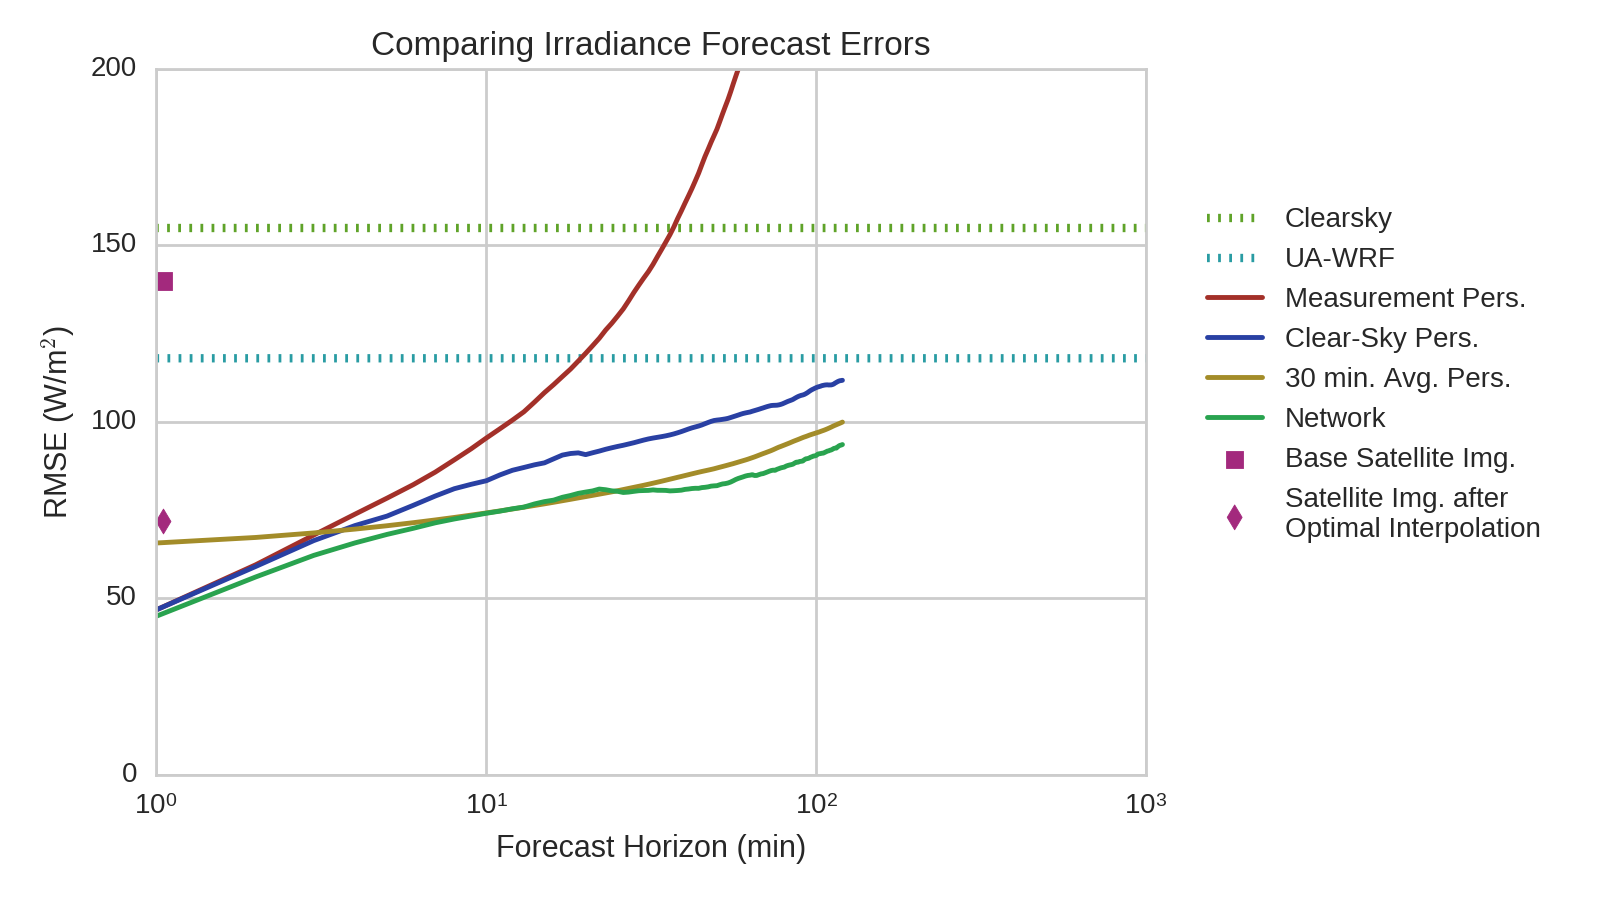 Comparing Irradiance Forecast Errors
200
150
100
50
0
RMSE (W/m²)
10⁰ 10¹ 10² 10³
Forecast Horizon (min)
Clearsky
UA-WRF
Measurement Pers.
Clear-Sky Pers.
30 min. Avg. Pers.
Network
Base Satellite Img.
Satellite Img. after
Optimal Interpolation